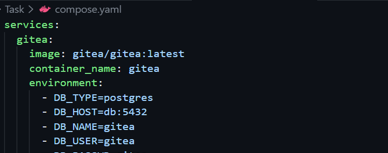 Task > compose.yaml
services:
  gitea:
    image: gitea/gitea:latest
    container_name: gitea
    environment:
      - DB_TYPE=postgres
      - DB_HOST=db:5432
      - DB_NAME=gitea
      - DB_USER=gitea